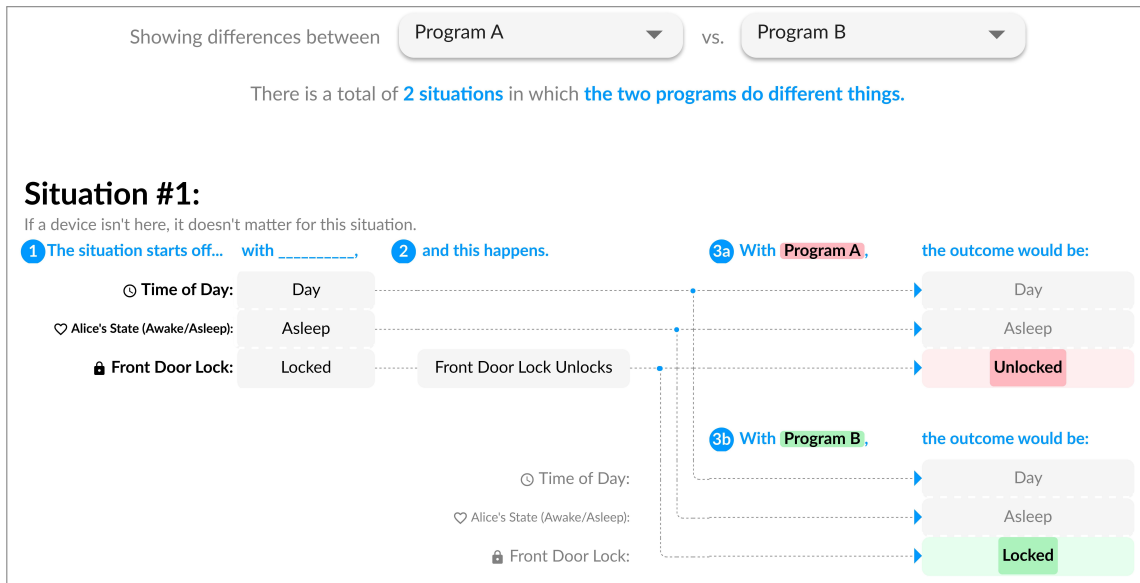 Showing differences between Program A vs. Program B
There is a total of 2 situations in which the two programs do different things.
Situation #1:
If a device isn't here, it doesn't matter for this situation.
1 The situation starts off... with __________, 2 and this happens. 3a With Program A, the outcome would be:
Time of Day: Day Day
Alice's State (Awake/Asleep): Asleep Asleep
Front Door Lock: Locked Front Door Lock Unlocks Unlocked
3b With Program B, the outcome would be:
Time of Day: Day
Alice's State (Awake/Asleep): Asleep
Front Door Lock: Locked